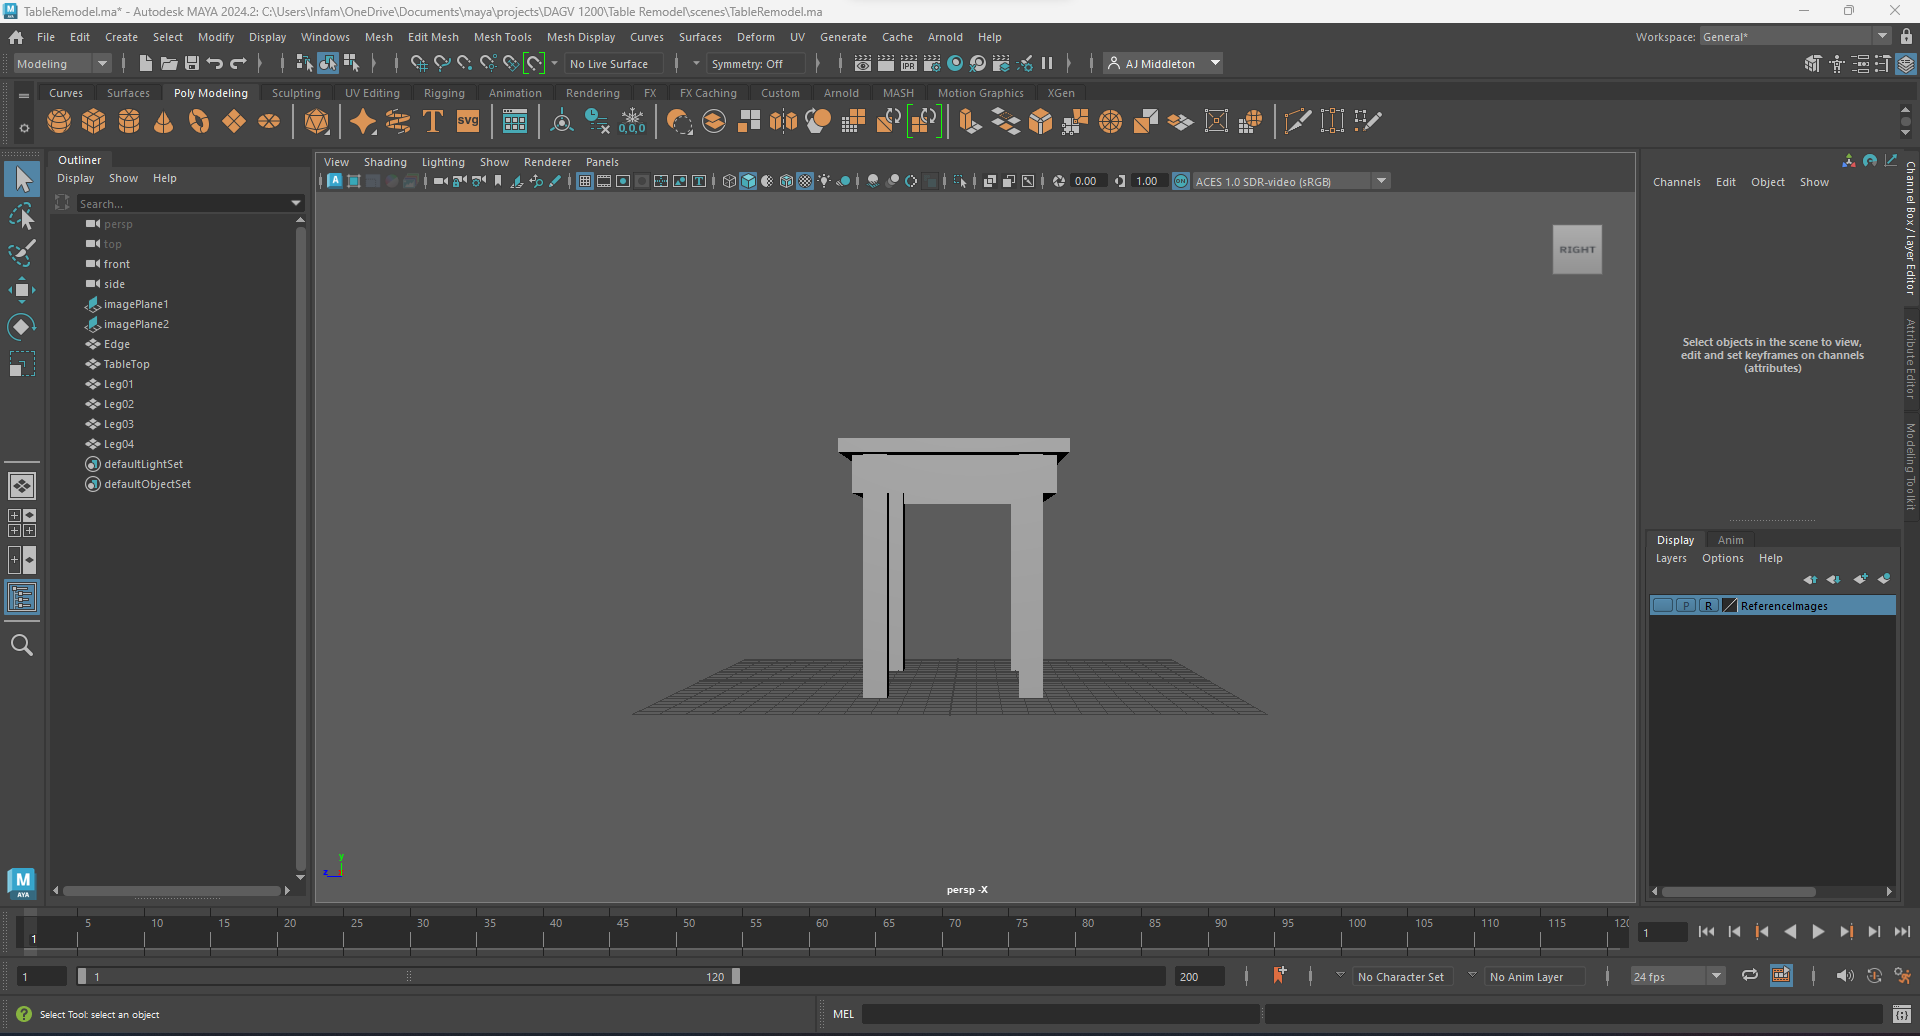 TableRemodel.ma* - Autodesk MAYA 2024.2: C:\Users\Infam\OneDrive\Documents\maya\projects\DAGV 1200\Table Remodel\scenes\TableRemodel.ma
File Edit Create Select Modify Display Windows Mesh Edit Mesh Mesh Tools Mesh Display Curves Surfaces Deform UV Generate Cache Arnold Help Workspace: General*
Modeling No Live Surface Symmetry: Off IPR AJ Middleton
Curves Surfaces Poly Modeling Sculpting UV Editing Rigging Animation Rendering FX FX Caching Custom Arnold MASH Motion Graphics XGen
T svg 0,0,0
Outliner
Display Show Help
Search...
persp
top
front
side
imagePlane1
imagePlane2
Edge
TableTop
Leg01
Leg02
Leg03
Leg04
defaultLightSet
defaultObjectSet
M
AYA
View Shading Lighting Show Renderer Panels
A 0.00 1.00 ON ACES 1.0 SDR-video (sRGB)
RIGHT
y
z
persp -X
Channels Edit Object Show
Select objects in the scene to view,
edit and set keyframes on channels
(attributes)
Channel Box / Layer Editor
Attribute Editor
Modeling Toolkit
Display Anim
Layers Options Help
P R ReferenceImages
5 10 15 20 25 30 35 40 45 50 55 60 65 70 75 80 85 90 95 100 105 110 115 120
1 1
1 1 120 200 No Character Set No Anim Layer 24 fps
? Select Tool: select an object MEL